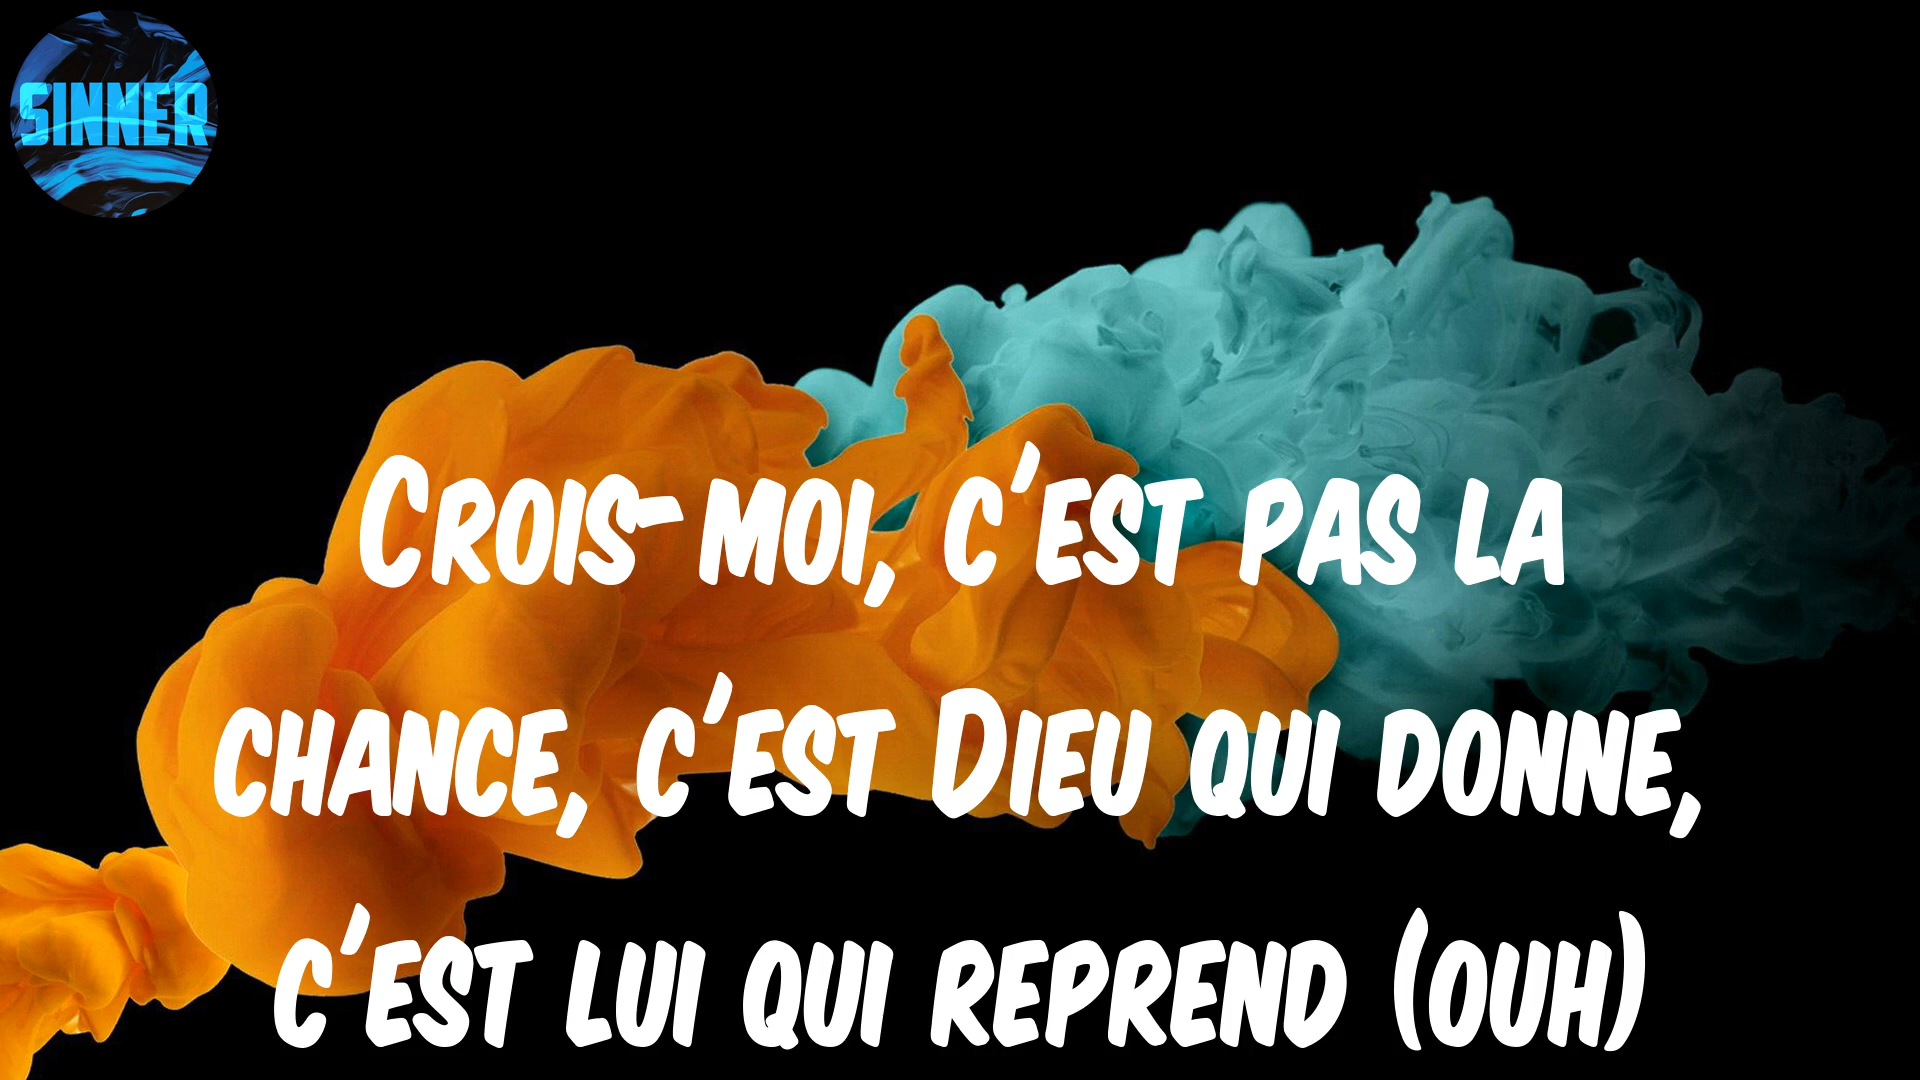 SINNER
Crois-moi, c'est pas la
chance, c'est Dieu qui donne,
c'est lui qui reprend (ouh)